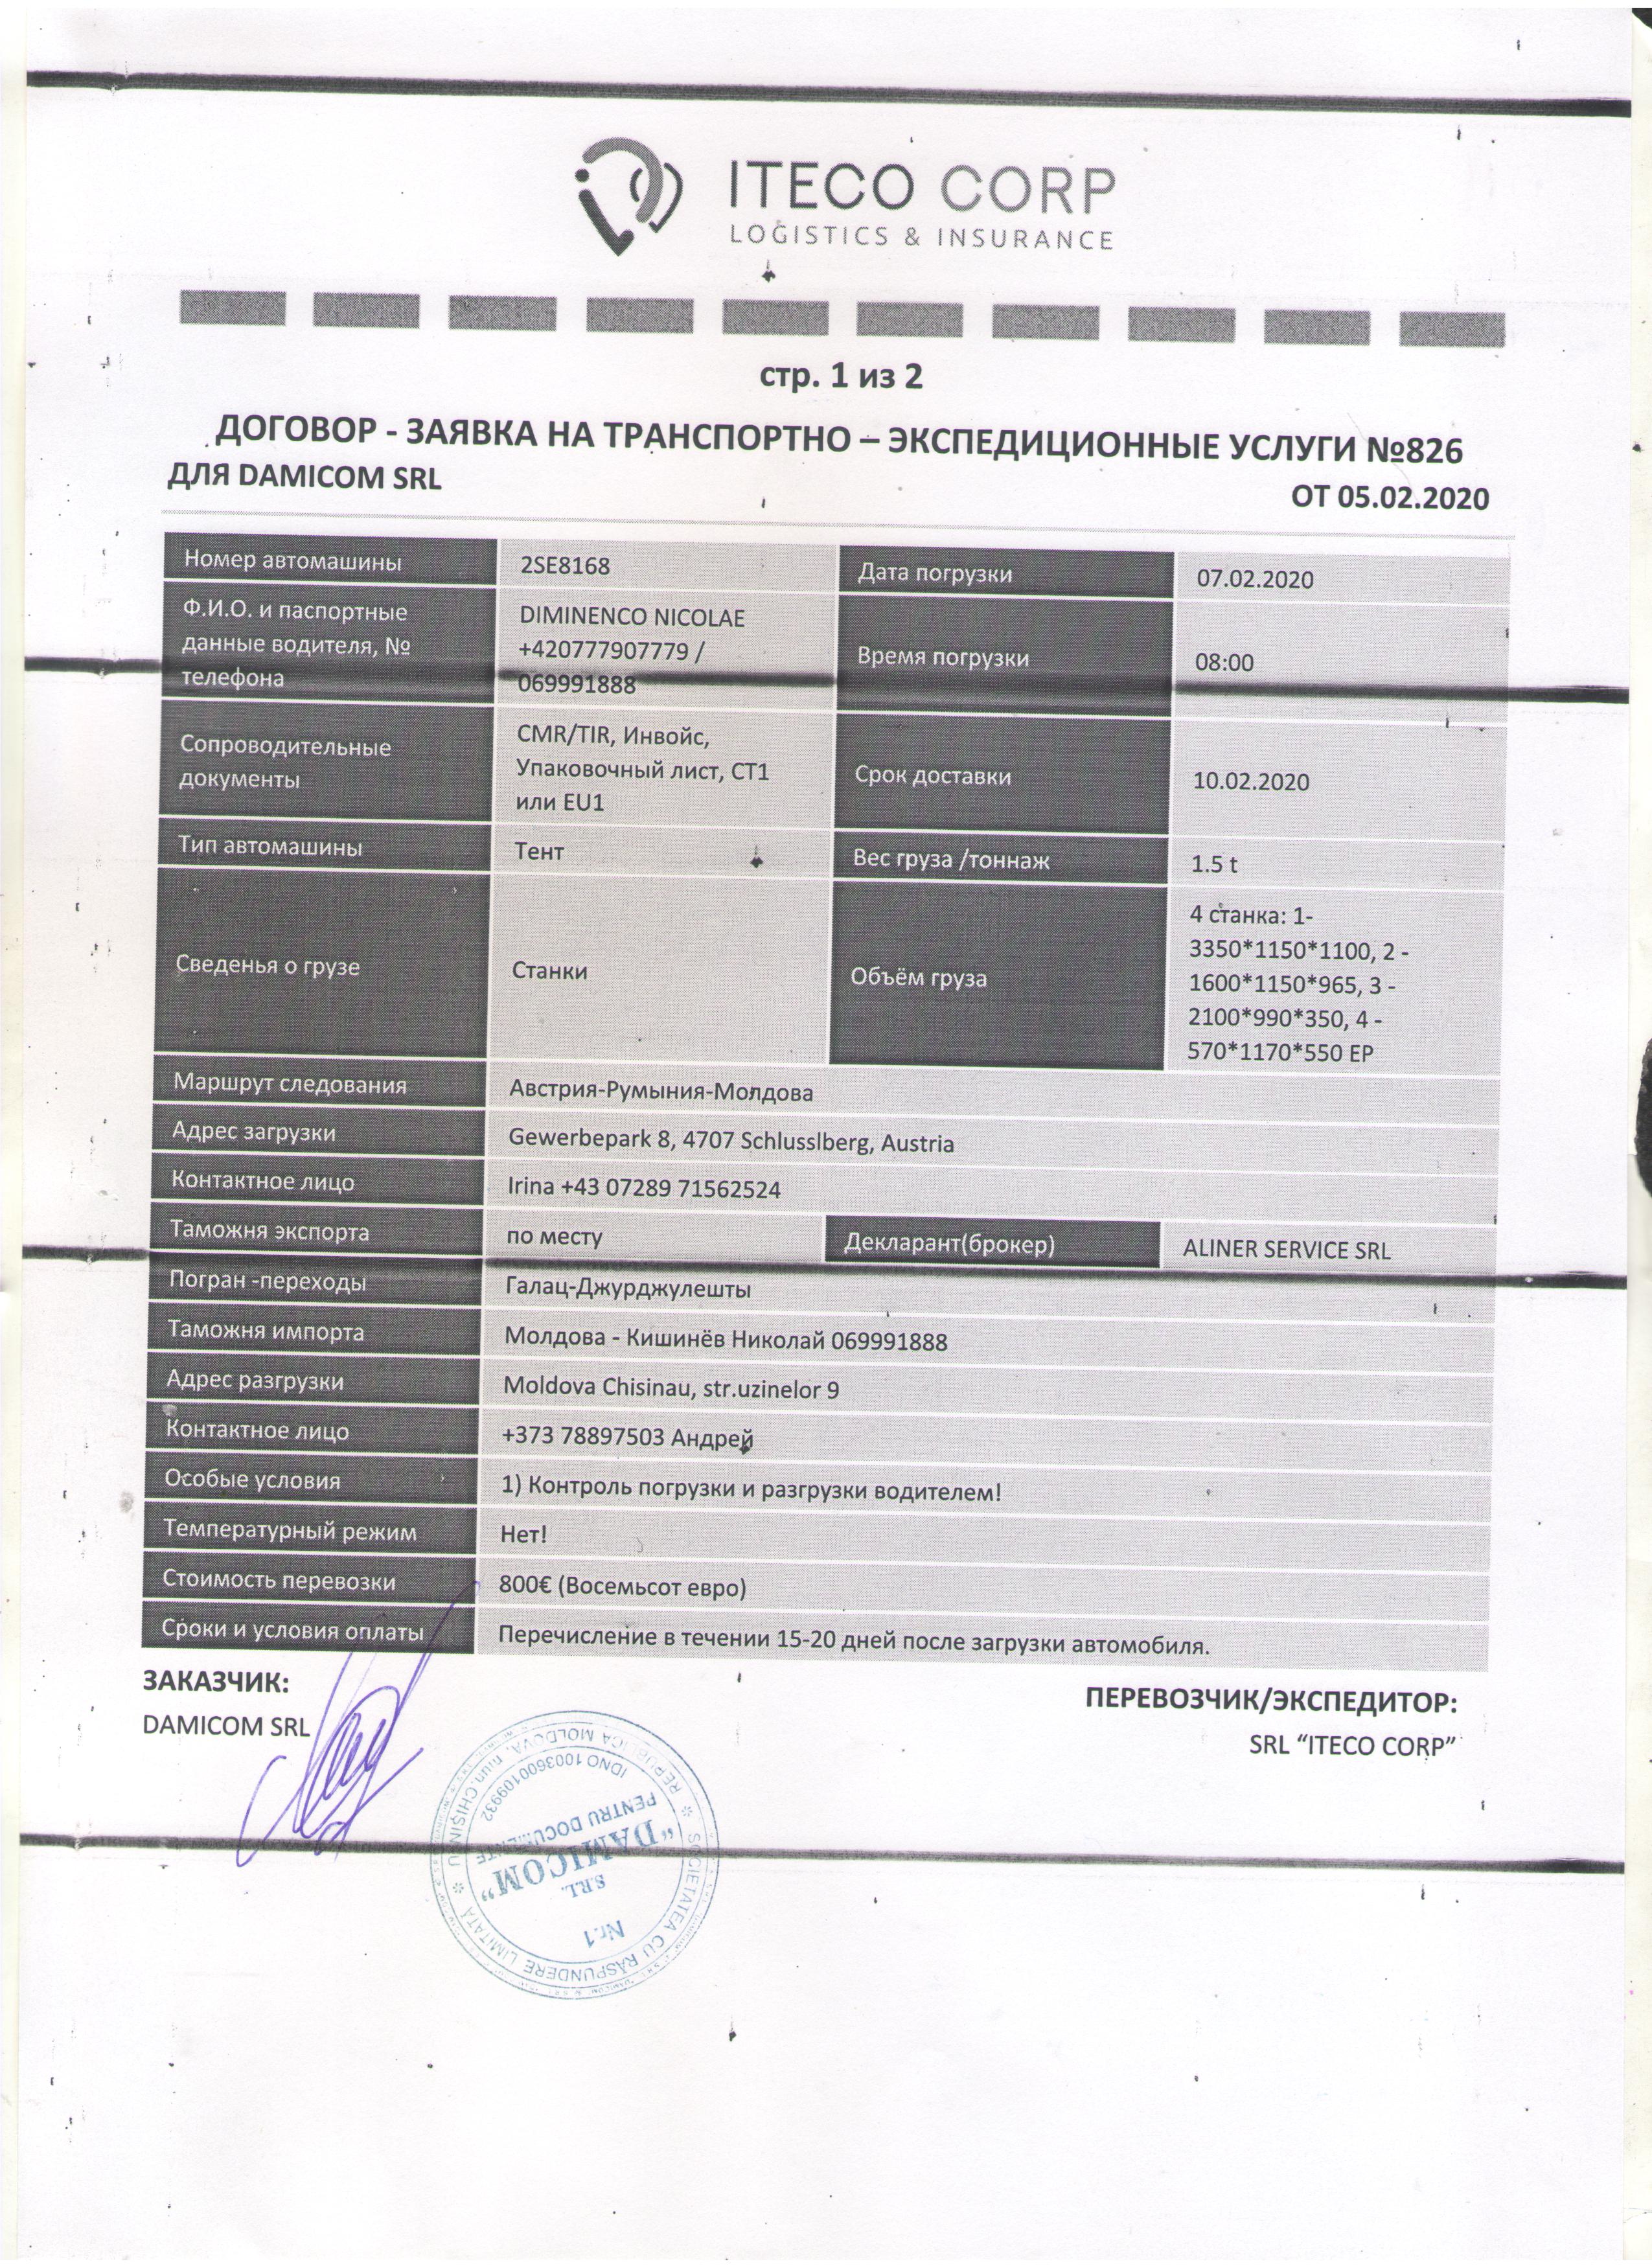 ITECO CORP
LOGISTICS & INSURANCE
стр. 1 из 2
ДОГОВОР - ЗАЯВКА НА ТРАНСПОРТНО – ЭКСПЕДИЦИОННЫЕ УСЛУГИ №826
ДЛЯ DAMICOM SRL
ОТ 05.02.2020
Номер автомашины
2SE8168
Дата погрузки
07.02.2020
Ф.И.О. и паспортные
данные водителя, №
телефона
DIMINENCO NICOLAE
+420777907779 /
069991888
Время погрузки
08:00
Сопроводительные
документы
CMR/TIR, Инвойс,
Упаковочный лист, СТ1
или EU1
Срок доставки
10.02.2020
Тип автомашины
Тент
Вес груза /тоннаж
1.5 t
Сведенья о грузе
Станки
Объём груза
4 станка: 1-
3350*1150*1100, 2 -
1600*1150*965, 3 -
2100*990*350, 4 -
570*1170*550 EP
Маршрут следования
Австрия-Румыния-Молдова
Адрес загрузки
Gewerbepark 8, 4707 Schlusslberg, Austria
Контактное лицо
Irina +43 07289 71562524
Таможня экспорта
по месту
Декларант(брокер)
ALINER SERVICE SRL
Погран -переходы
Галац-Джурджулешты
Таможня импорта
Молдова - Кишинёв Николай 069991888
Адрес разгрузки
Moldova Chisinau, str.uzinelor 9
Контактное лицо
+373 78897503 Андрей
Особые условия
1) Контроль погрузки и разгрузки водителем!
Температурный режим
Нет!
Стоимость перевозки
800€ (Восемьсот евро)
Сроки и условия оплаты
Перечисление в течении 15-20 дней после загрузки автомобиля.
ЗАКАЗЧИК:
DAMICOM SRL
ПЕРЕВОЗЧИК/ЭКСПЕДИТОР:
SRL “ITECO CORP”
REPUBLICA MOLDOVA, mun.CHIŞINĂU
SOCIETATEA CU RĂSPUNDERE LIMITATĂ
IDNO 1003600109932
Nr.1
S.R.L.
“DAMICOM”
PENTRU DOCUMENTE